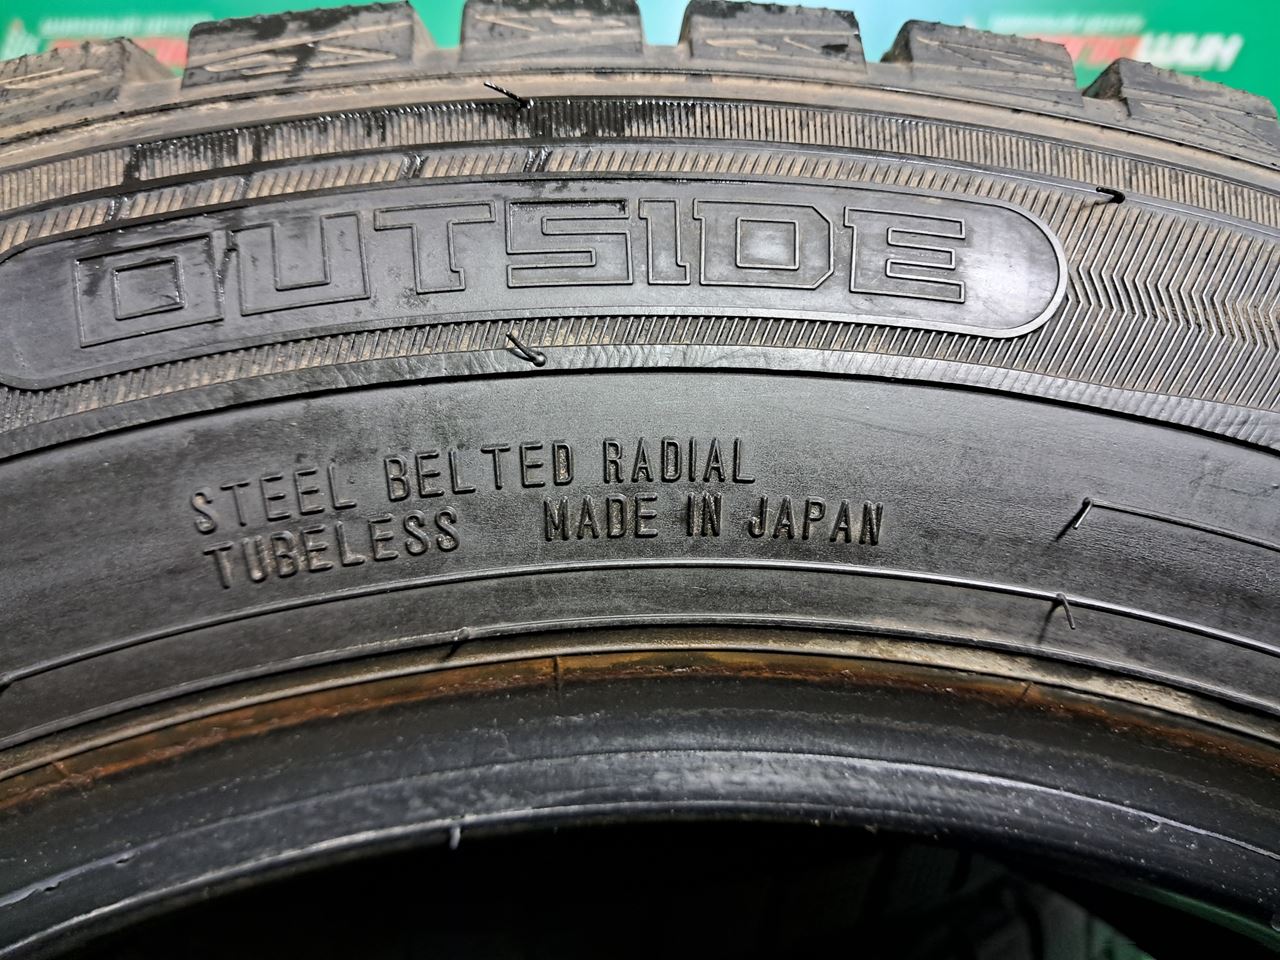 OUTSIDE
STEEL BELTED RADIAL
TUBELESS MADE IN JAPAN